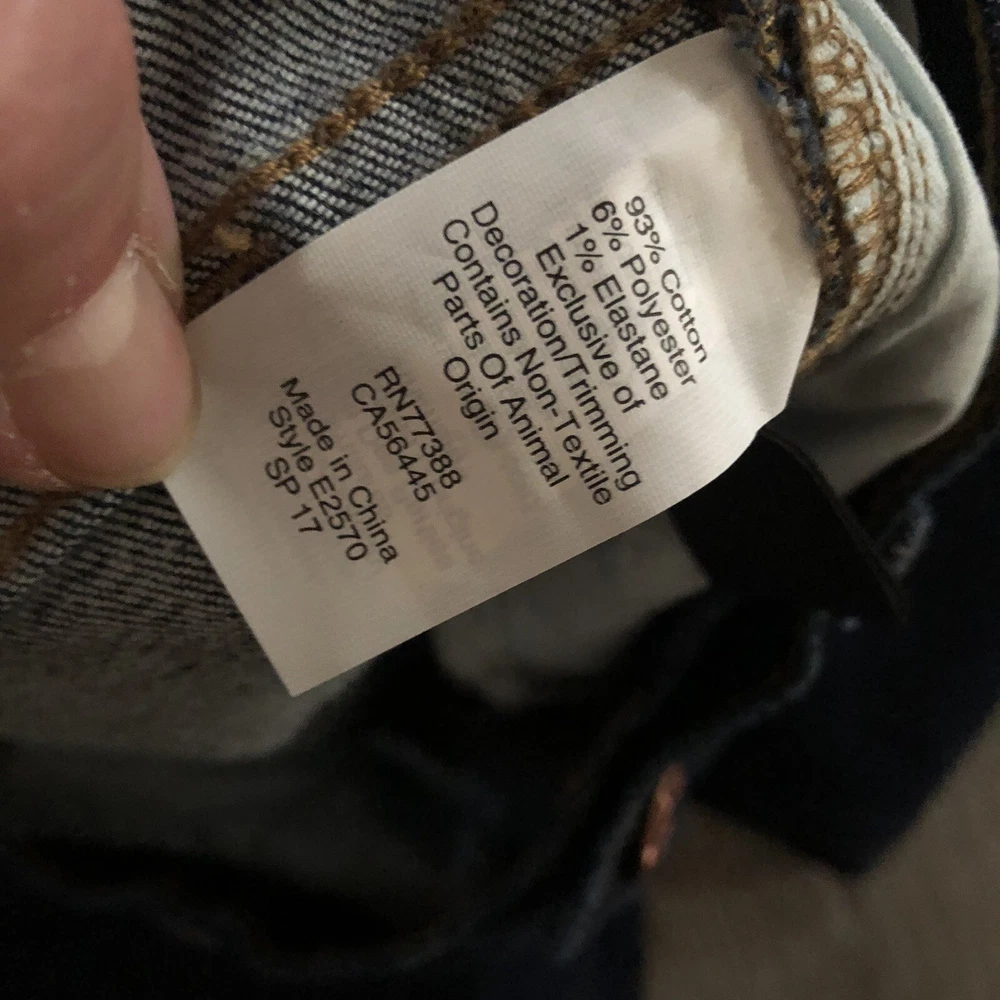 93% Cotton
6% Polyester
1% Elastane
Exclusive of
Decoration/Trimming
Contains Non-Textile
Parts Of Animal
Origin
RN77388
CA56445
Made in China
Style E2570
SP 17